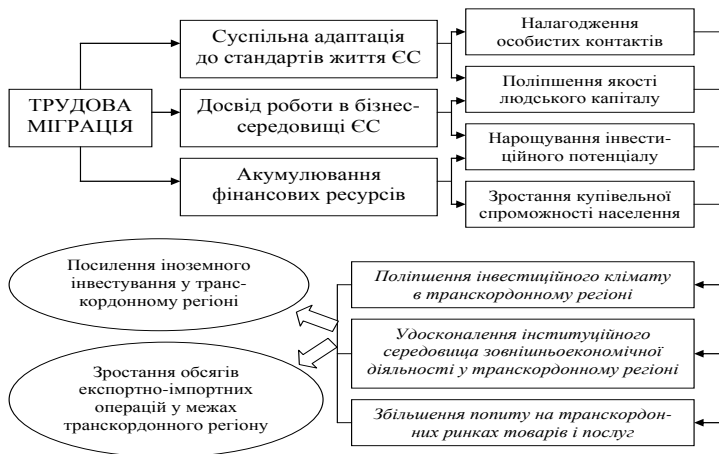 ТРУДОВА
МІГРАЦІЯ
Суспільна адаптація
до стандартів життя ЄС
Досвід роботи в бізнес-
середовищі ЄС
Акумулювання
фінансових ресурсів
Налагодження
особистих контактів
Поліпшення якості
людського капіталу
Нарощування інвести-
ційного потенціалу
Зростання купівельної
спроможності населення
Посилення іноземного
інвестування у транс-
кордонному регіоні
Зростання обсягів
експортно-імпортних
операцій у межах
транскордонного регіону
Поліпшення інвестиційного клімату
в транскордонному регіоні
Удосконалення інституційного
середовища зовнішньоекономічної
діяльності у транскордонному регіоні
Збільшення попиту на транскордон-
них ринках товарів і послуг